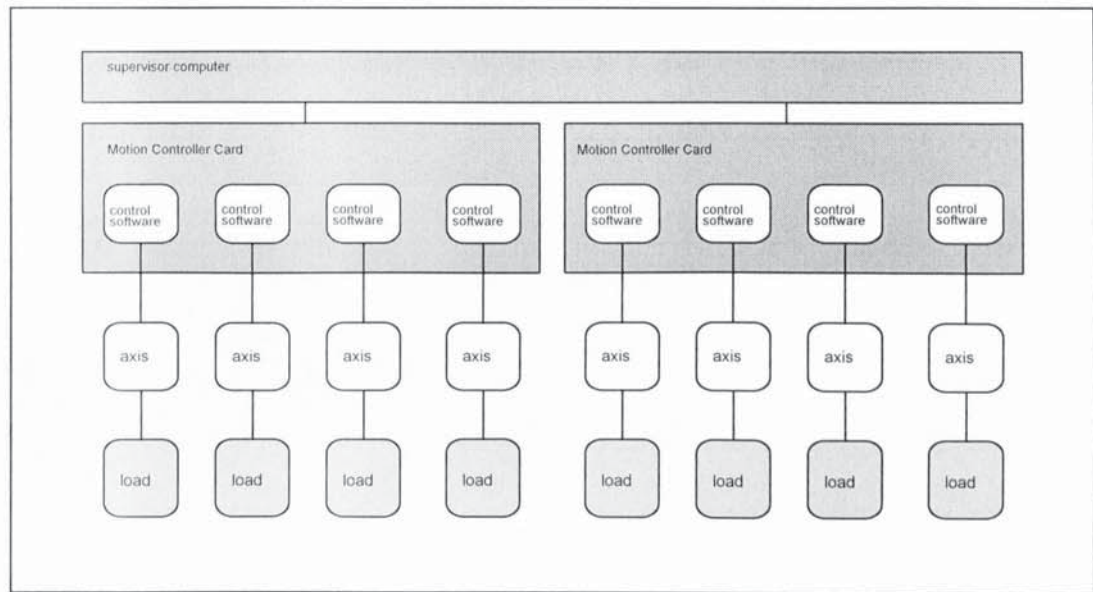 supervisor computer
Motion Controller Card
Motion Controller Card
control
software
control
software
control
software
control
software
control
software
control
software
control
software
control
software
axis
axis
axis
axis
axis
axis
axis
axis
load
load
load
load
load
load
load
load